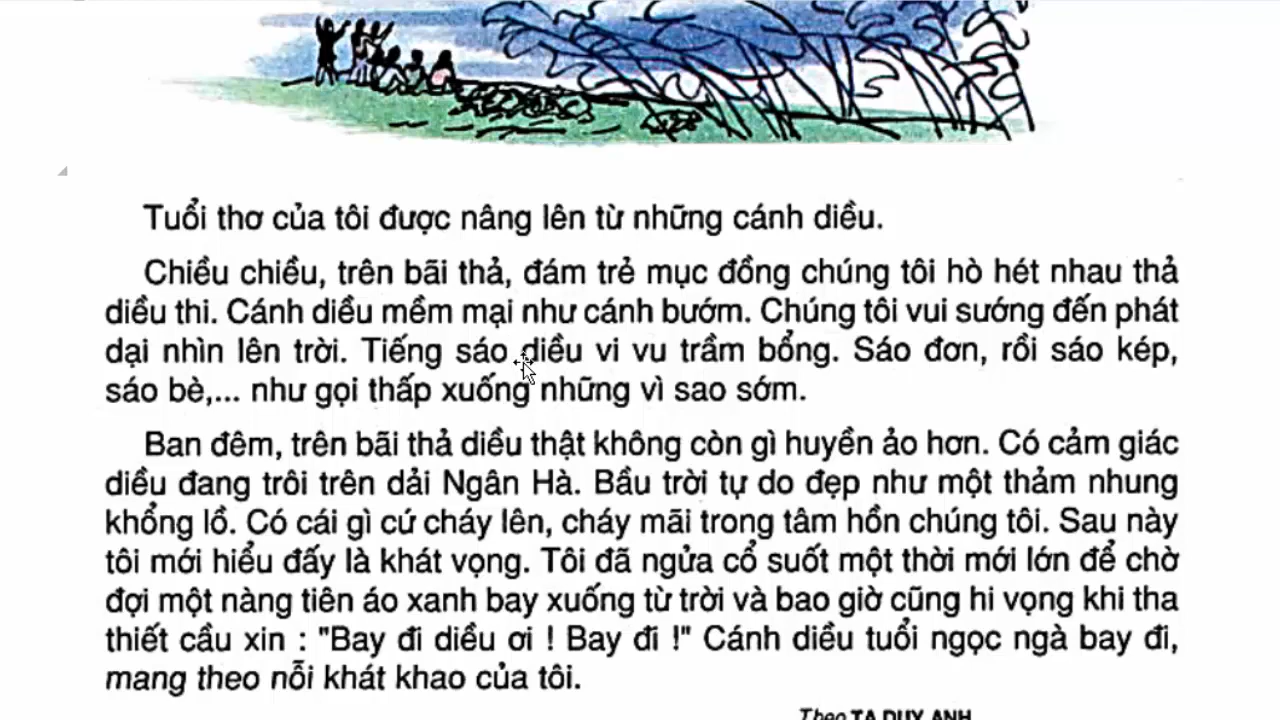 Tuổi thơ của tôi được nâng lên từ những cánh diều.
Chiều chiều, trên bãi thả, đám trẻ mục đồng chúng tôi hò hét nhau thả
diều thi. Cánh diều mềm mại như cánh bướm. Chúng tôi vui sướng đến phát
dại nhìn lên trời. Tiếng sáo diều vi vu trầm bổng. Sáo đơn, rồi sáo kép,
sáo bè,... như gọi thấp xuống những vì sao sớm.
Ban đêm, trên bãi thả diều thật không còn gì huyền ảo hơn. Có cảm giác
diều đang trôi trên dải Ngân Hà. Bầu trời tự do đẹp như một thảm nhung
khổng lồ. Có cái gì cứ cháy lên, cháy mãi trong tâm hồn chúng tôi. Sau này
tôi mới hiểu đấy là khát vọng. Tôi đã ngửa cổ suốt một thời mới lớn để chờ
đợi một nàng tiên áo xanh bay xuống từ trời và bao giờ cũng hi vọng khi tha
thiết cầu xin : "Bay đi diều ơi ! Bay đi !" Cánh diều tuổi ngọc ngà bay đi,
mang theo nỗi khát khao của tôi.
Theo TẠ DUY ANH